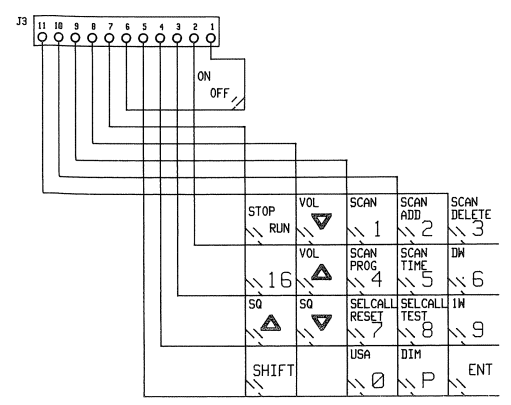 J3 11 10 9 8 7 6 5 4 3 2 1
ON
OFF
STOP
RUN
VOL
SCAN
1
SCAN
ADD
2
SCAN
DELETE
3
16
VOL
SCAN
PROG
4
SCAN
TIME
5
DW
6
SQ
SQ
SELCALL
RESET
7
SELCALL
TEST
8
1W
9
SHIFT
USA
0
DIM
P
ENT